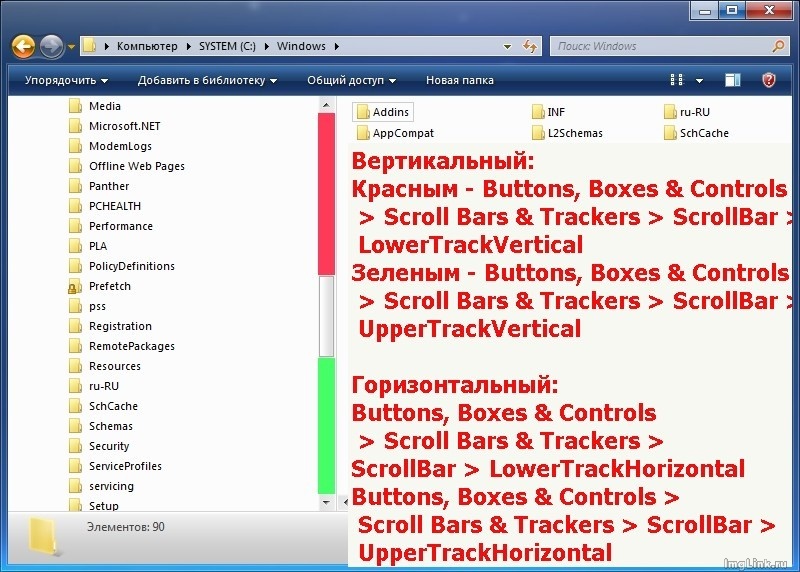 Компьютер SYSTEM (C:) Windows
Поиск: Windows
Упорядочить Добавить в библиотеку Общий доступ Новая папка
Media
Microsoft.NET
ModemLogs
Offline Web Pages
Panther
PCHEALTH
Performance
PLA
PolicyDefinitions
Prefetch
pss
Registration
RemotePackages
Resources
ru-RU
SchCache
Schemas
Security
ServiceProfiles
servicing
Setup
Addins INF ru-RU
AppCompat L2Schemas SchCache
Вертикальный:
Красным - Buttons, Boxes & Controls
> Scroll Bars & Trackers > ScrollBar >
LowerTrackVertical
Зеленым - Buttons, Boxes & Controls
> Scroll Bars & Trackers > ScrollBar >
UpperTrackVertical
Горизонтальный:
Buttons, Boxes & Controls
> Scroll Bars & Trackers >
ScrollBar > LowerTrackHorizontal
Buttons, Boxes & Controls >
Scroll Bars & Trackers > ScrollBar >
UpperTrackHorizontal
Элементов: 90
ImgLink.ru